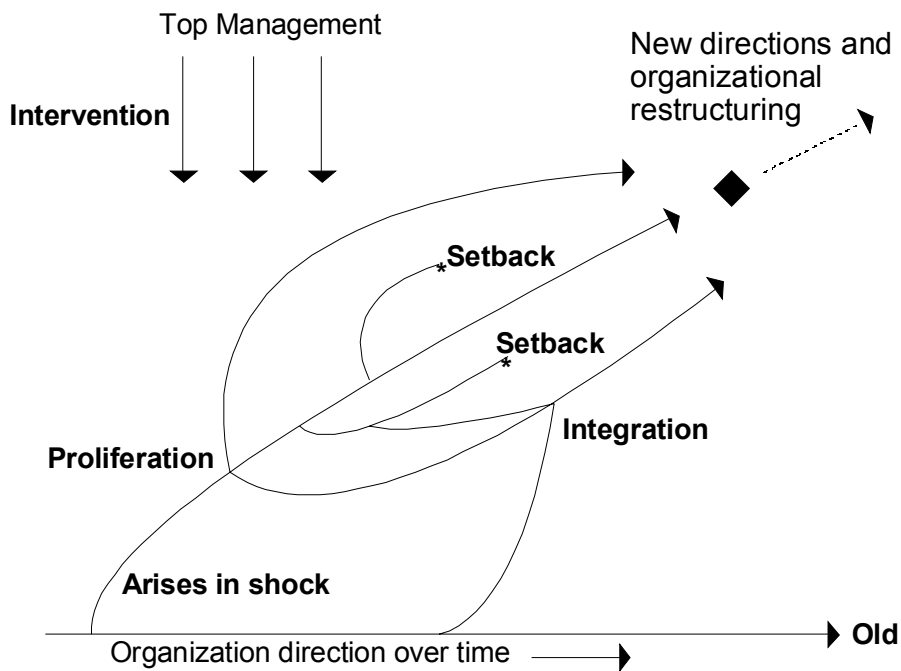 Top Management
New directions and
organizational
restructuring
Intervention
*Setback
Setback
*
Integration
Proliferation
Arises in shock
Old
Organization direction over time